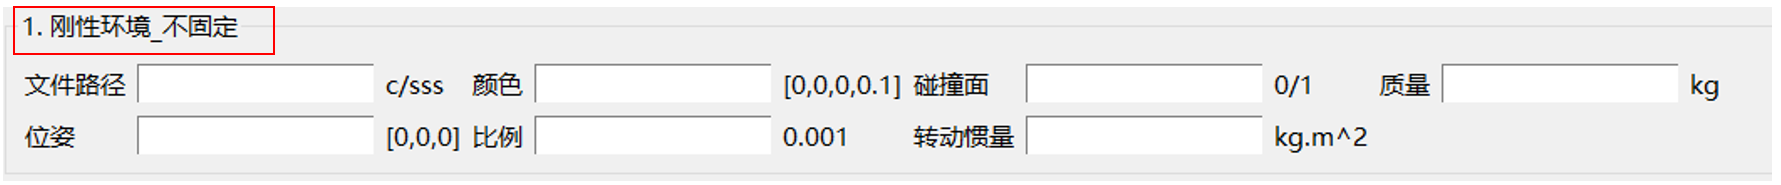 1. 刚性环境_不固定
文件路径 c/sss 颜色 [0,0,0,0.1] 碰撞面 0/1 质量 kg
位姿 [0,0,0] 比例 0.001 转动惯量 kg.m^2